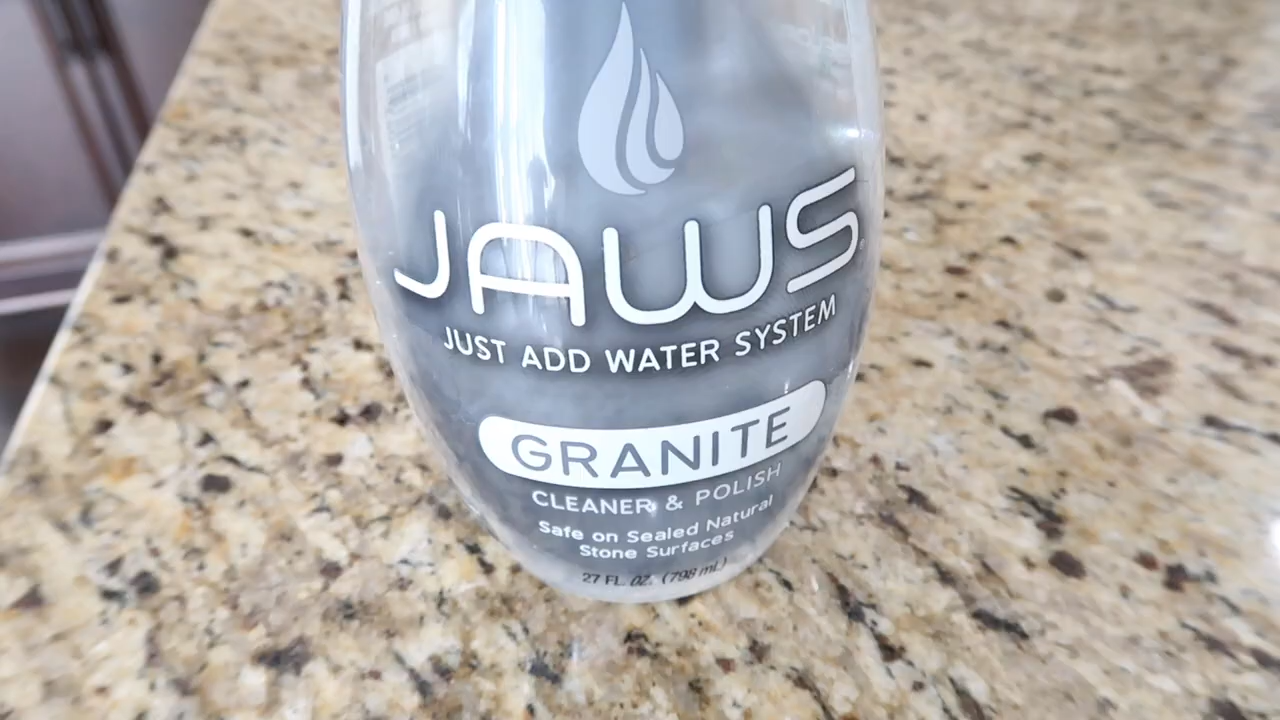 JAWS®
JUST ADD WATER SYSTEM
GRANITE
CLEANER & POLISH
Safe on Sealed Natural
Stone Surfaces
27 FL. OZ. (798 mL)